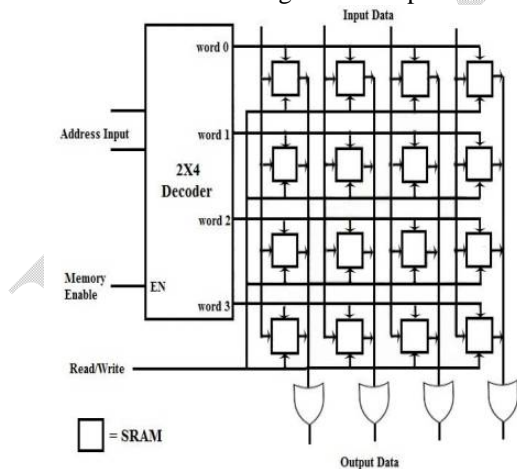 Input Data
word 0
Address Input
word 1
2X4
Decoder
word 2
Memory
Enable
EN
word 3
Read/Write
= SRAM
Output Data